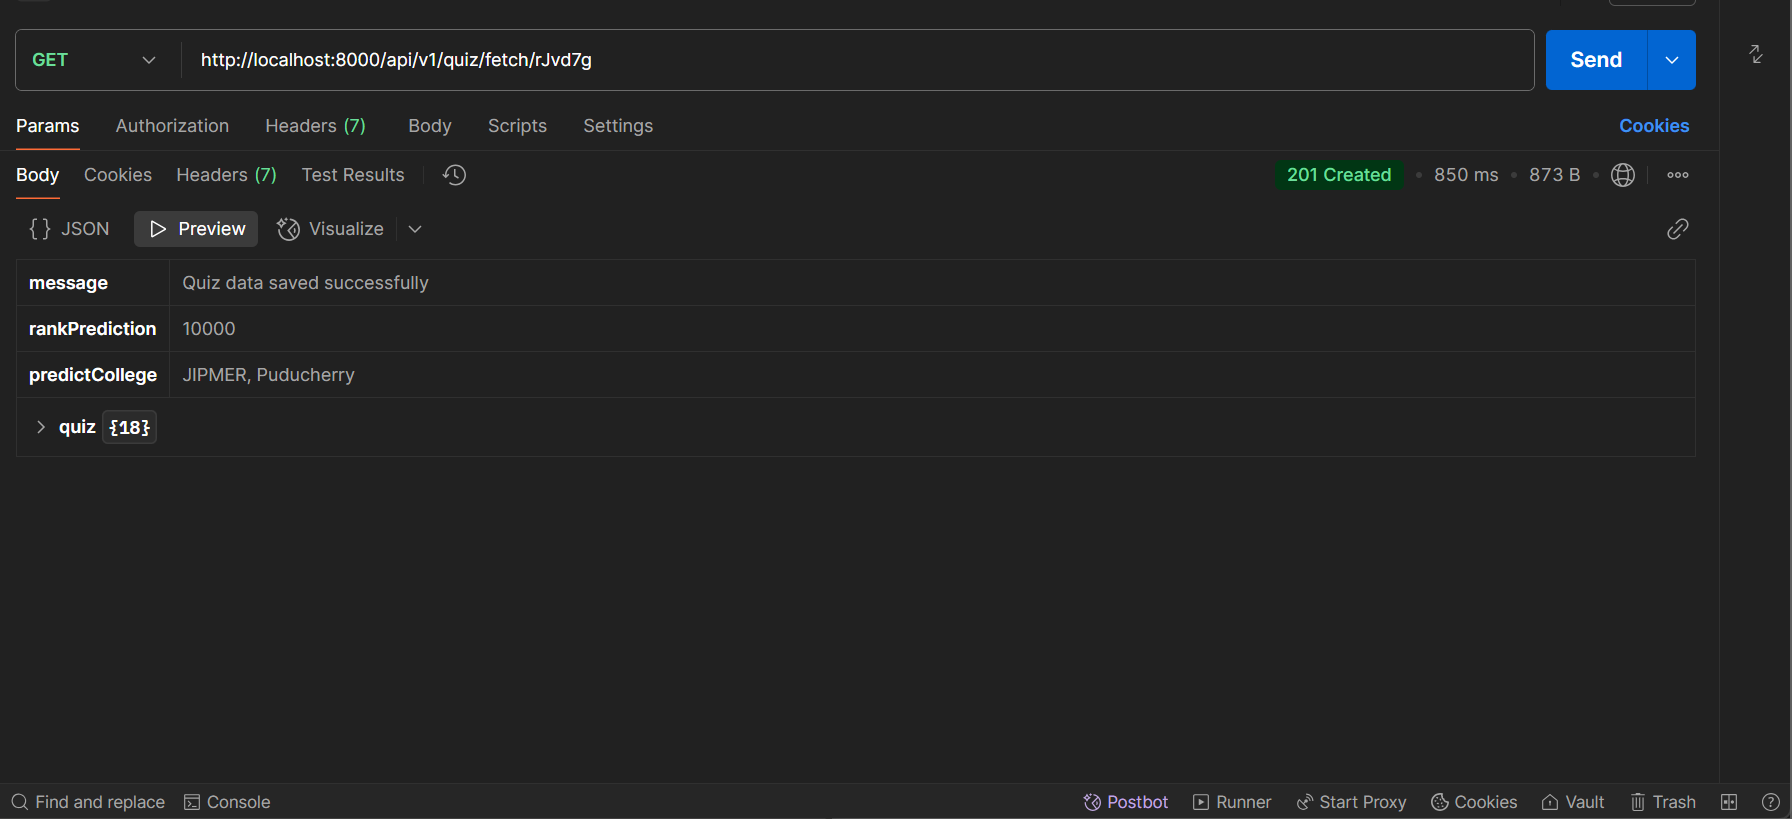 GET http://localhost:8000/api/v1/quiz/fetch/rJvd7g Send
Params Authorization Headers (7) Body Scripts Settings Cookies
Body Cookies Headers (7) Test Results 201 Created • 850 ms • 873 B •
{} JSON Preview Visualize
message Quiz data saved successfully
rankPrediction 10000
predictCollege JIPMER, Puducherry
quiz {18}
Find and replace Console Postbot Runner Start Proxy Cookies Vault Trash